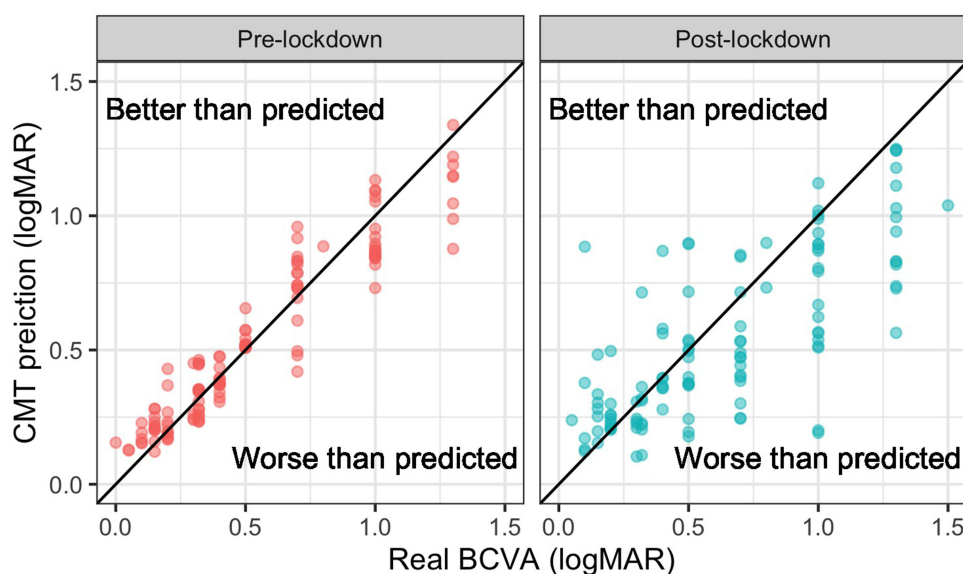 Pre-lockdown
Post-lockdown
1.5
Better than predicted
Better than predicted
CMT preiction (logMAR)
1.0
0.5
Worse than predicted
Worse than predicted
0.0
0.0
0.5
1.0
1.5
0.0
0.5
1.0
1.5
Real BCVA (logMAR)